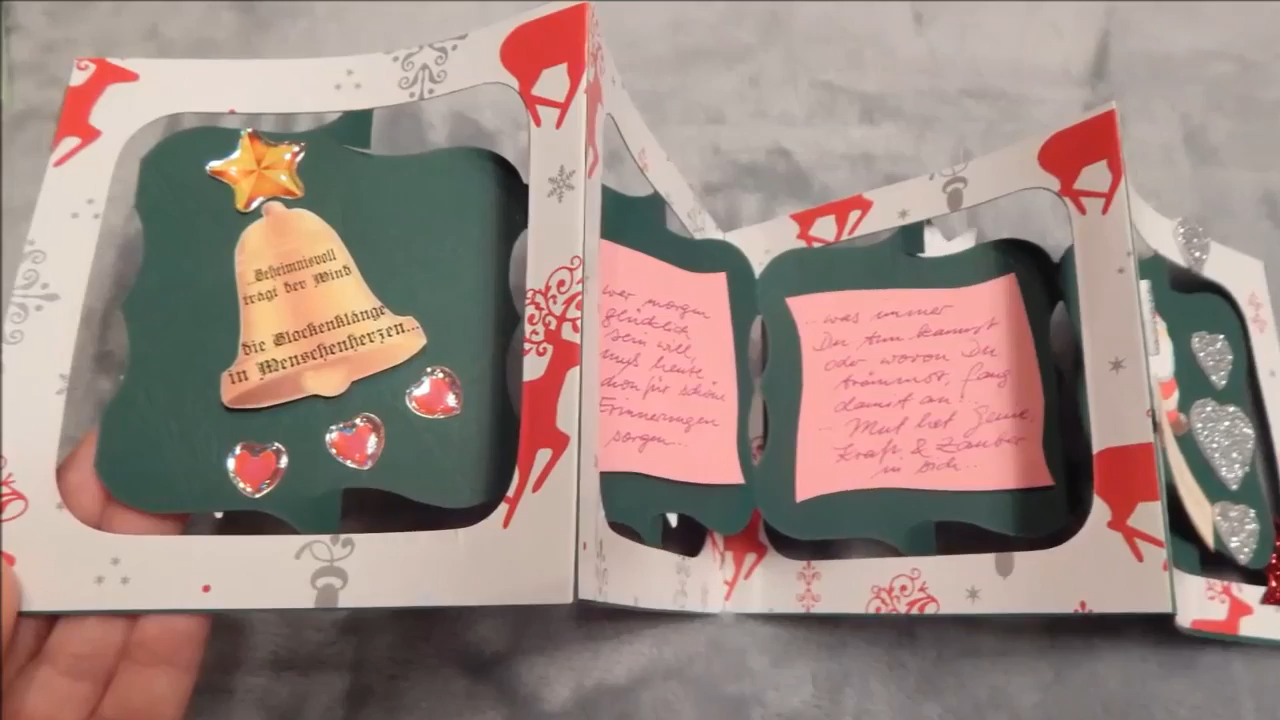 ...Geheimnisvoll
trägt der Wind
die Glockenklänge
in Menschenherzen...
wer morgen
glücklich
sein will,
muß heute
schon für schöne
Erinnerungen
sorgen...
...was immer
Du tun kannst
oder wovon Du
träumst, fang
damit an!..
...Mut hat Genie,
Kraft & Zauber
in sich...